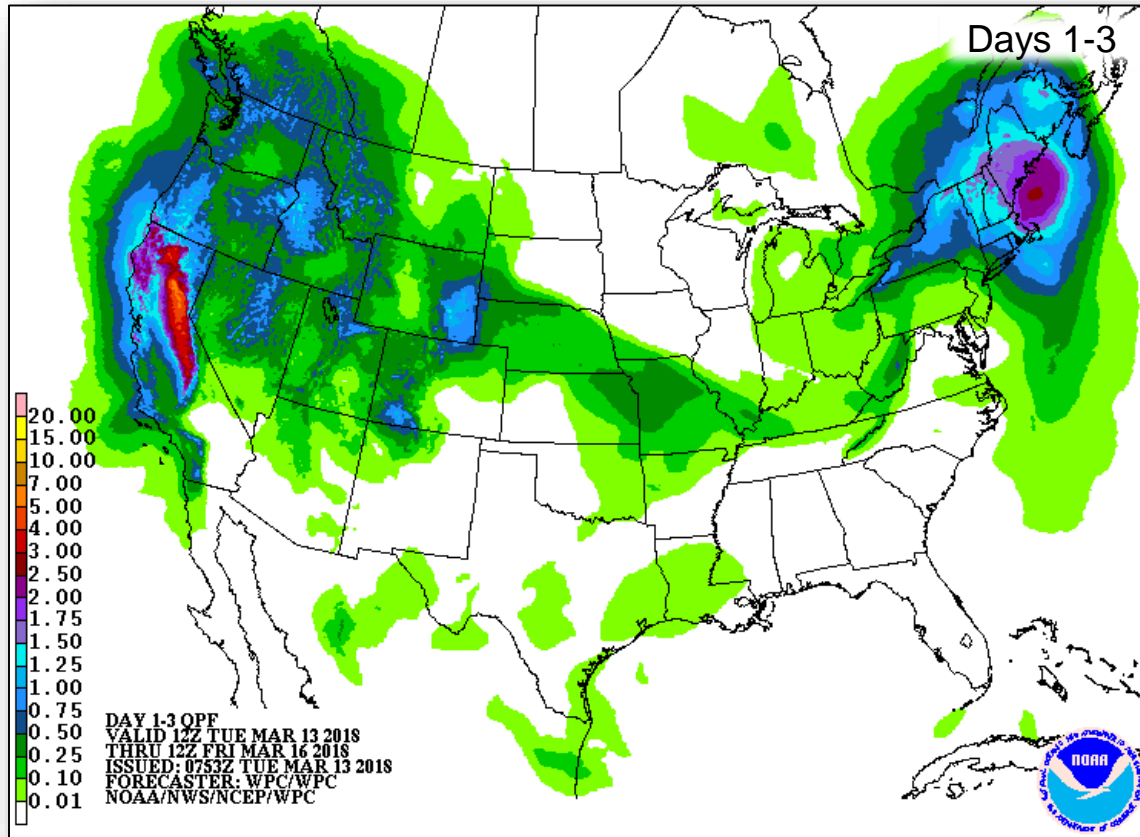 Days 1-3
20.00
15.00
10.00
7.00
5.00
4.00
3.00
2.50
2.00
1.75
1.50
1.25
1.00
0.75
0.50
0.25
0.10
0.01
DAY 1-3 QPF
VALID 12Z TUE MAR 13 2018
THRU 12Z FRI MAR 16 2018
ISSUED: 0753Z TUE MAR 13 2018
FORECASTER: WPC/WPC
NOAA/NWS/NCEP/WPC
NOAA